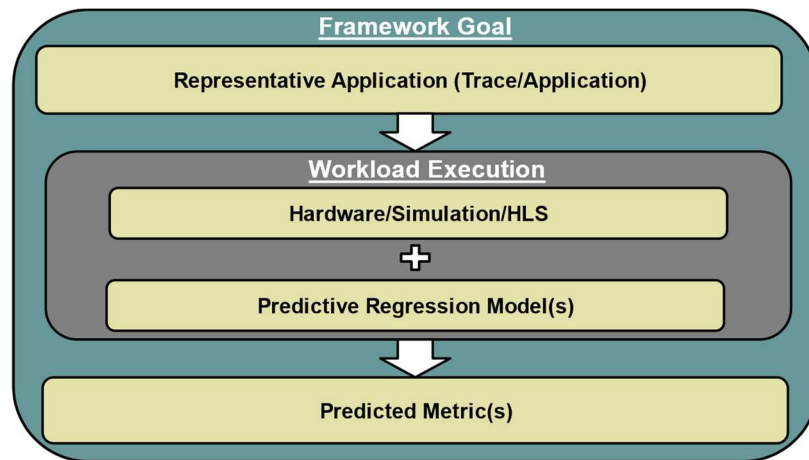 Framework Goal
Representative Application (Trace/Application)
Workload Execution
Hardware/Simulation/HLS
+
Predictive Regression Model(s)
Predicted Metric(s)